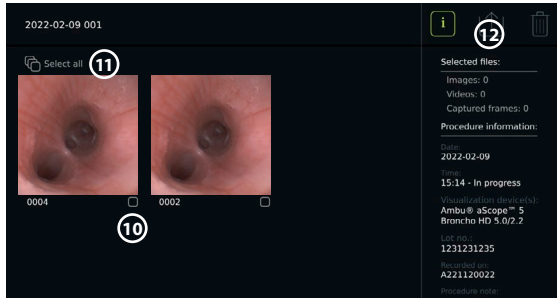 2022-02-09 001
i
12
Select all
11
0004
0002
10
Selected files:
Images: 0
Videos: 0
Captured frames: 0
Procedure information:
Date:
2022-02-09
Time:
15:14 - In progress
Visualization device(s):
Ambu® aScope™ 5
Broncho HD 5.0/2.2
Lot no.:
1231231235
Recorded on:
A221120022
Procedure note: